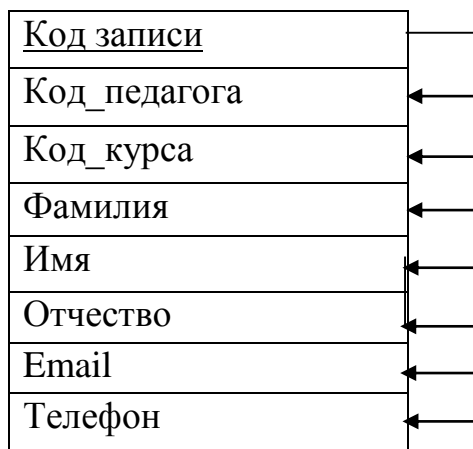 Код записи
Код_педагога
Код_курса
Фамилия
Имя
Отчество
Email
Телефон